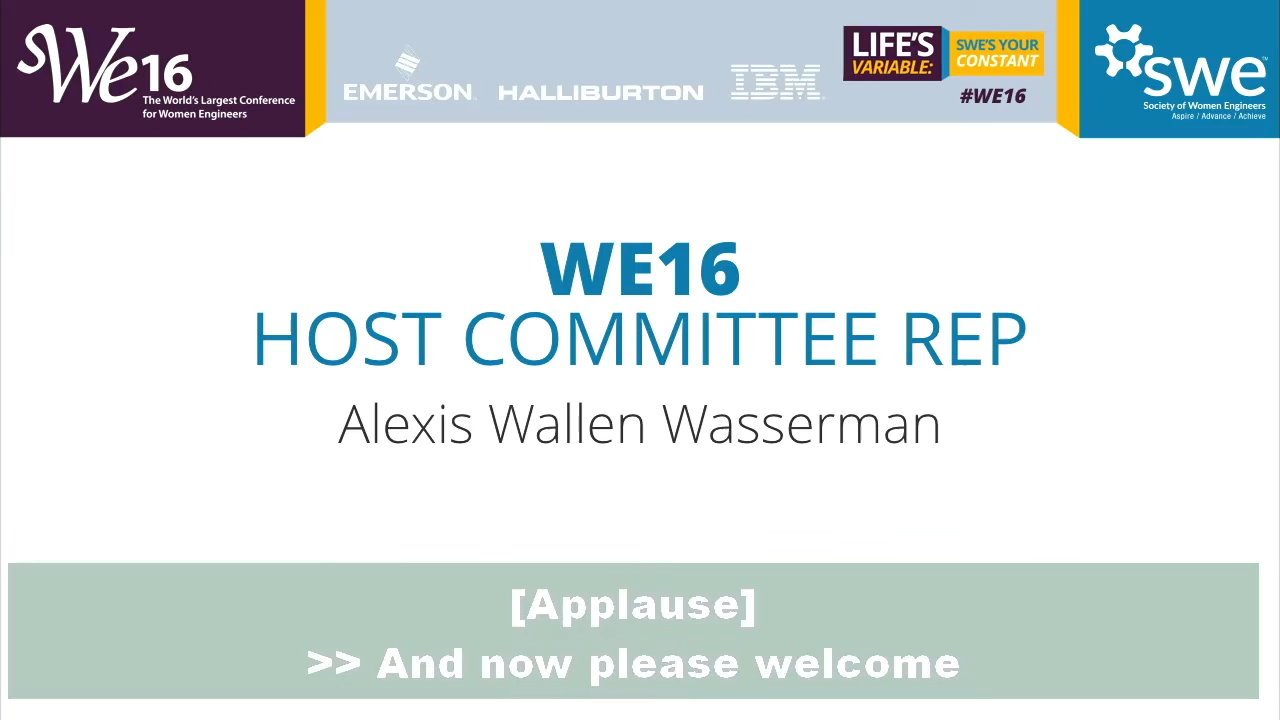 SWe16
The World's Largest Conference
for Women Engineers
EMERSON
HALLIBURTON
IBM
LIFE'S
VARIABLE:
SWE'S YOUR
CONSTANT
#WE16
swe
Society of Women Engineers
Aspire / Advance / Achieve
WE16
HOST COMMITTEE REP
Alexis Wallen Wasserman
[Applause]
>> And now please welcome